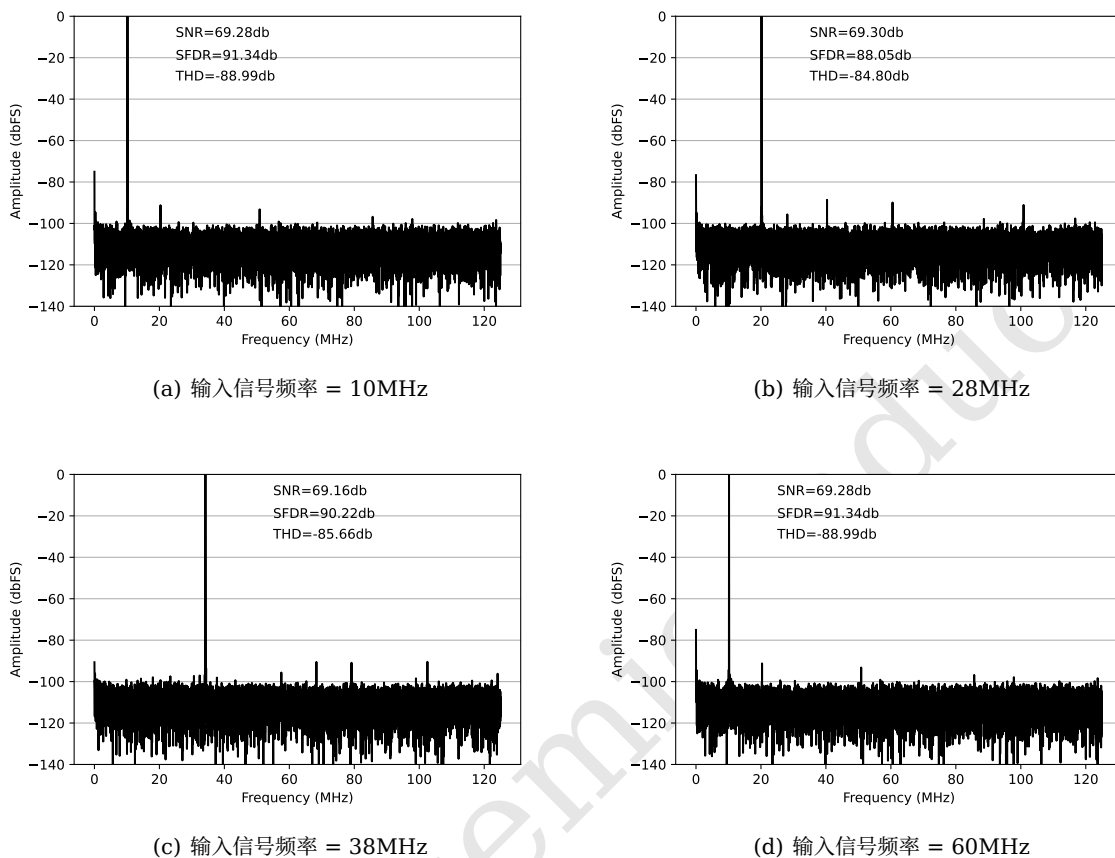 SNR=69.28db
SFDR=91.34db
THD=-88.99db
Amplitude (dbFS)
0
−20
−40
−60
−80
−100
−120
−140
0 20 40 60 80 100 120
Frequency (MHz)
(a) 输入信号频率 = 10MHz
SNR=69.30db
SFDR=88.05db
THD=-84.80db
Amplitude (dbFS)
0
−20
−40
−60
−80
−100
−120
−140
0 20 40 60 80 100 120
Frequency (MHz)
(b) 输入信号频率 = 28MHz
SNR=69.16db
SFDR=90.22db
THD=-85.66db
Amplitude (dbFS)
0
−20
−40
−60
−80
−100
−120
−140
0 20 40 60 80 100 120
Frequency (MHz)
(c) 输入信号频率 = 38MHz
SNR=69.28db
SFDR=91.34db
THD=-88.99db
Amplitude (dbFS)
0
−20
−40
−60
−80
−100
−120
−140
0 20 40 60 80 100 120
Frequency (MHz)
(d) 输入信号频率 = 60MHz